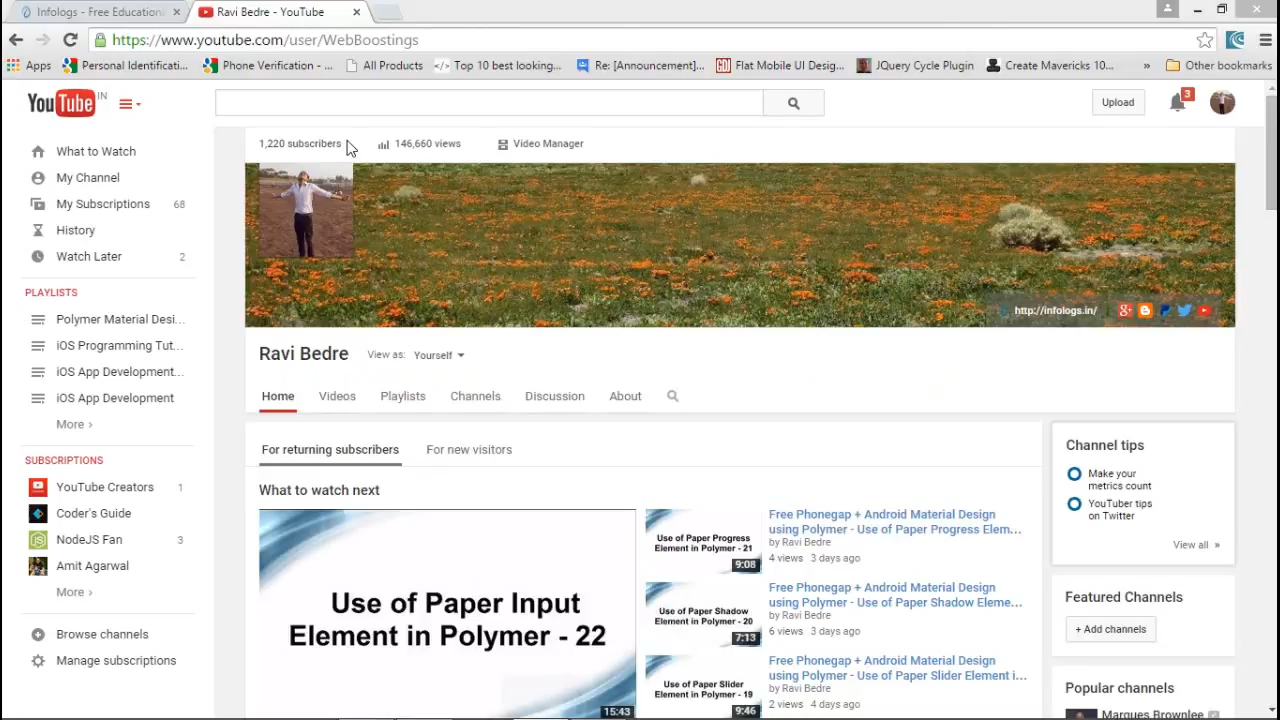 Infologs - Free Educationa
Ravi Bedre - YouTube
https://www.youtube.com/user/WebBoostings
Apps
Personal Identificati...
Phone Verification - ...
All Products
</> Top 10 best looking...
Re: [Announcement]...
Flat Mobile UI Desig...
JQuery Cycle Plugin
Create Mavericks 10...
»
Other bookmarks
YouTube IN
Upload
3
What to Watch
My Channel
My Subscriptions 68
History
Watch Later 2
PLAYLISTS
Polymer Material Desi...
iOS Programming Tut...
iOS App Development...
iOS App Development
More ›
SUBSCRIPTIONS
YouTube Creators 1
Coder's Guide
NodeJS Fan 3
Amit Agarwal
More ›
Browse channels
Manage subscriptions
1,220 subscribers
146,660 views
Video Manager
http://infologs.in/
Ravi Bedre
View as: Yourself
Home
Videos
Playlists
Channels
Discussion
About
For returning subscribers
For new visitors
What to watch next
Use of Paper Input
Element in Polymer - 22
15:43
Use of Paper Progress
Element in Polymer - 21
9:08
Free Phonegap + Android Material Design
using Polymer - Use of Paper Progress Elem...
by Ravi Bedre
4 views 3 days ago
Use of Paper Shadow
Element in Polymer - 20
7:13
Free Phonegap + Android Material Design
using Polymer - Use of Paper Shadow Eleme...
by Ravi Bedre
6 views 3 days ago
Use of Paper Slider
Element in Polymer - 19
9:46
Free Phonegap + Android Material Design
using Polymer - Use of Paper Slider Element i...
by Ravi Bedre
2 views 4 days ago
Channel tips
Make your
metrics count
YouTuber tips
on Twitter
View all »
Featured Channels
+ Add channels
Popular channels
Marques Brownlee